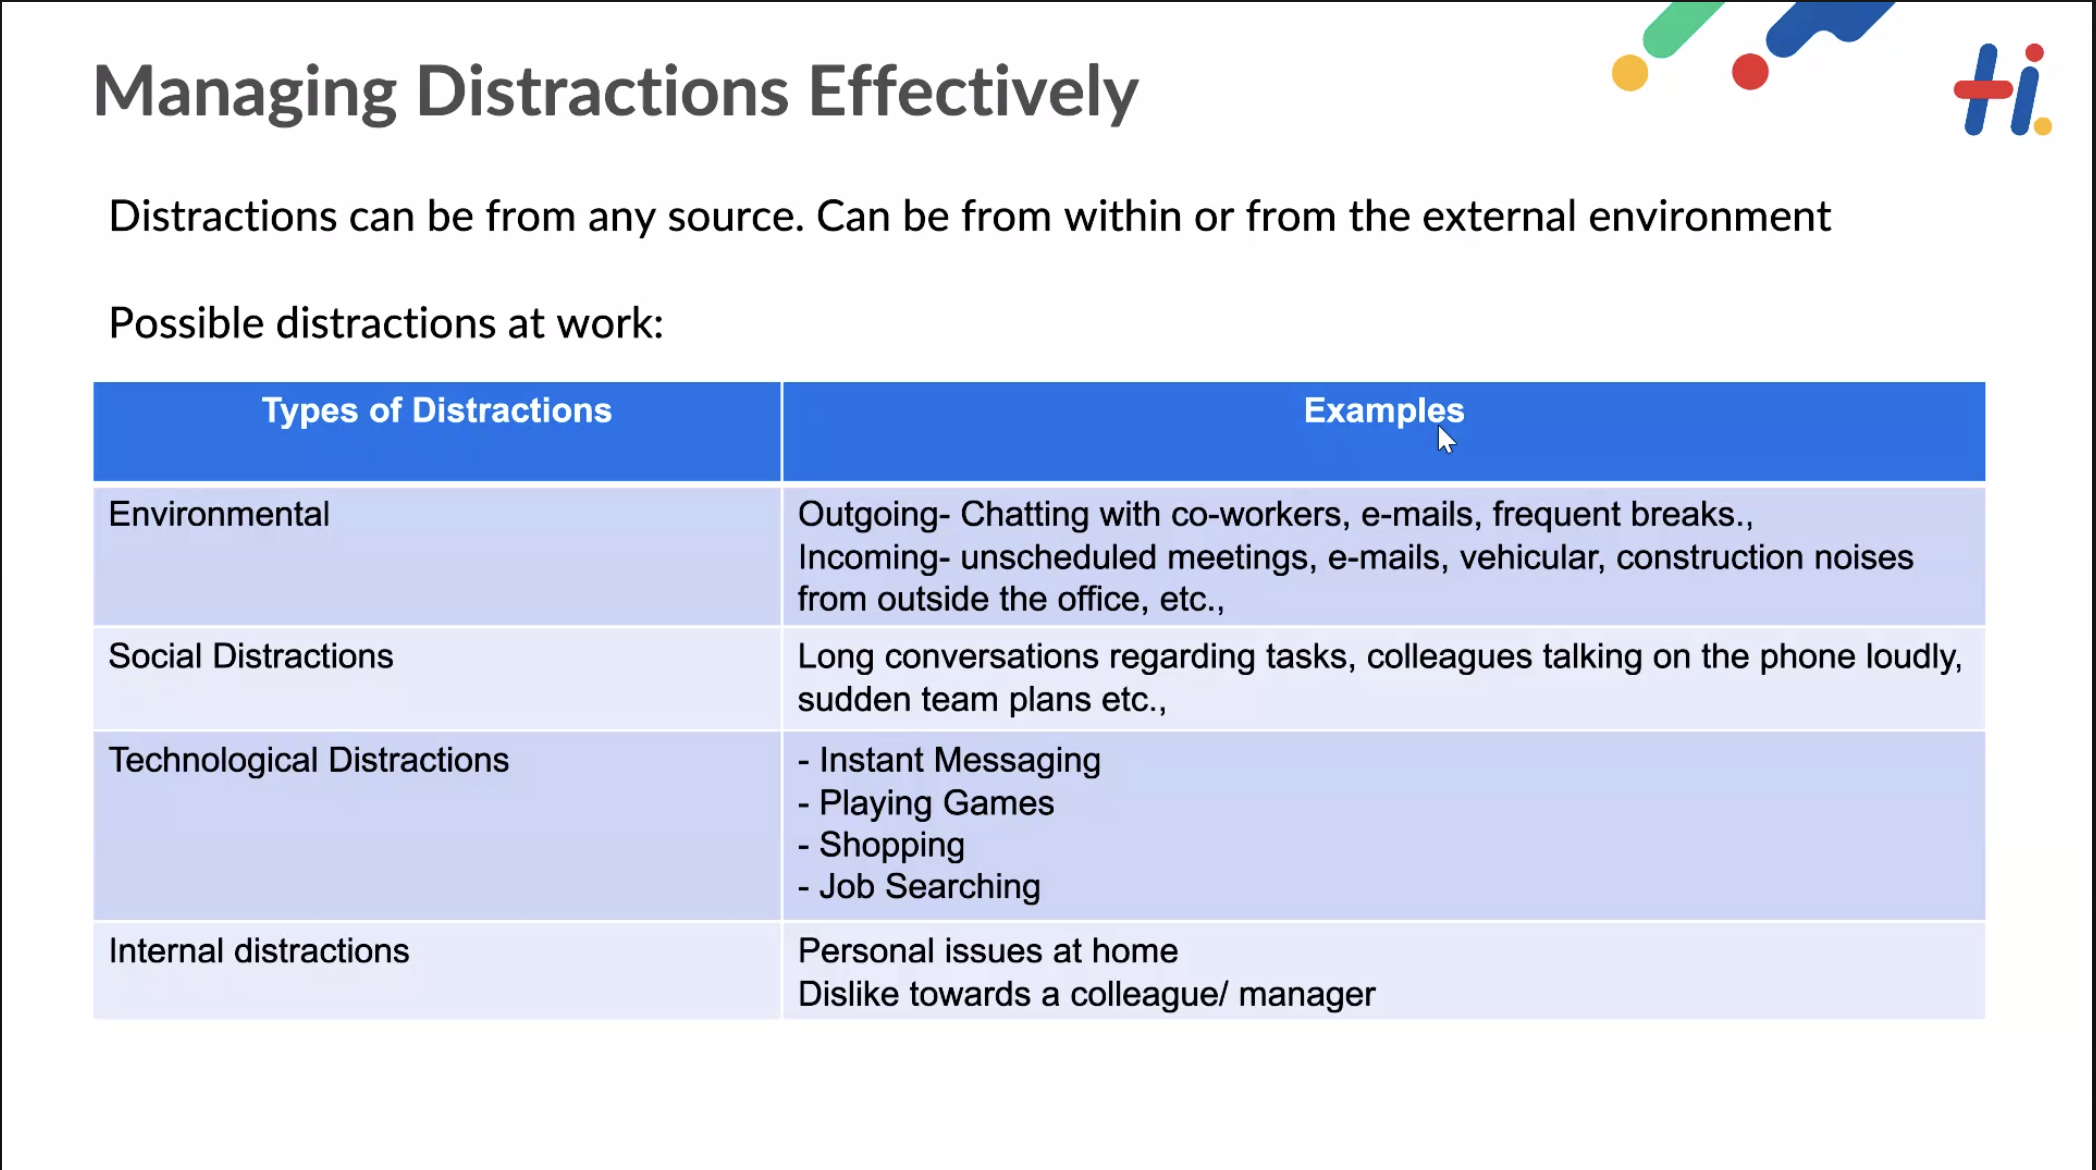 Managing Distractions Effectively
Hi.
Distractions can be from any source. Can be from within or from the external environment
Possible distractions at work:
Types of Distractions
Examples
Environmental
Outgoing- Chatting with co-workers, e-mails, frequent breaks.,
Incoming- unscheduled meetings, e-mails, vehicular, construction noises
from outside the office, etc.,
Social Distractions
Long conversations regarding tasks, colleagues talking on the phone loudly,
sudden team plans etc.,
Technological Distractions
- Instant Messaging
- Playing Games
- Shopping
- Job Searching
Internal distractions
Personal issues at home
Dislike towards a colleague/ manager